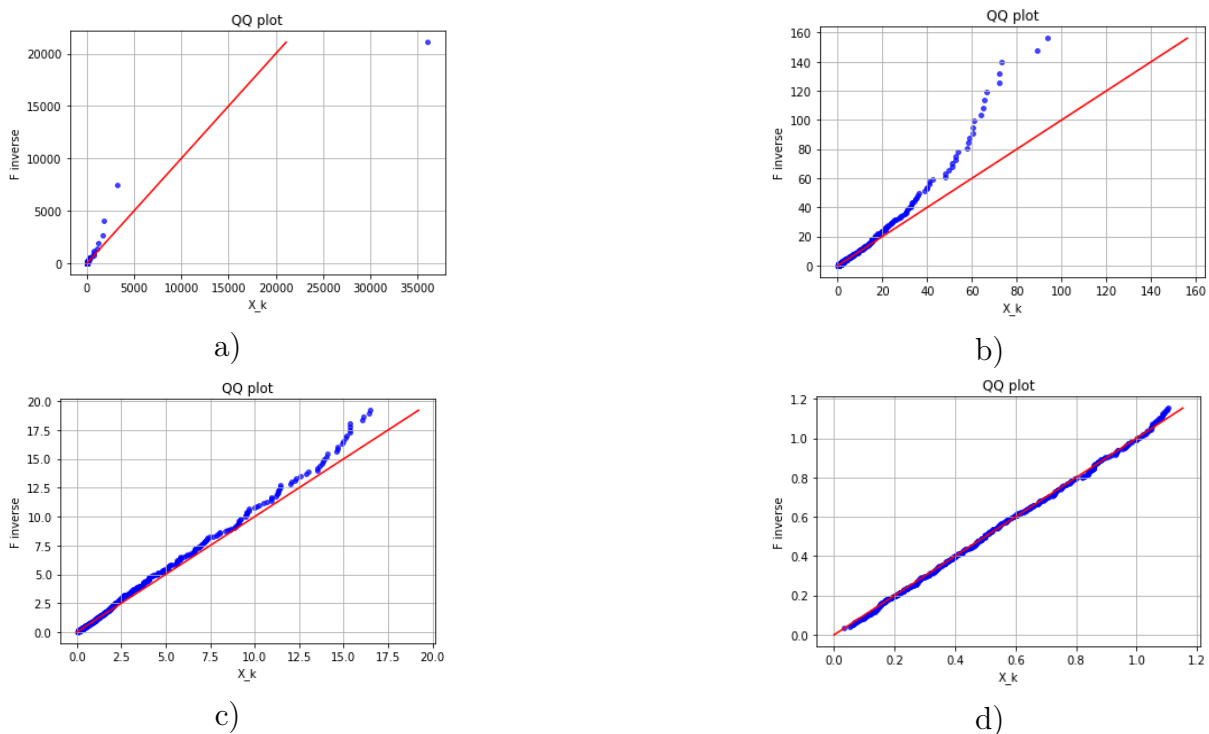 QQ plot
20000
15000
10000
5000
0
F inverse
0 5000 10000 15000 20000 25000 30000 35000
X_k
a)
QQ plot
160
140
120
100
80
60
40
20
0
F inverse
0 20 40 60 80 100 120 140 160
X_k
b)
QQ plot
20.0
17.5
15.0
12.5
10.0
7.5
5.0
2.5
0.0
F inverse
0.0 2.5 5.0 7.5 10.0 12.5 15.0 17.5 20.0
X_k
c)
QQ plot
1.2
1.0
0.8
0.6
0.4
0.2
0.0
F inverse
0.0 0.2 0.4 0.6 0.8 1.0 1.2
X_k
d)